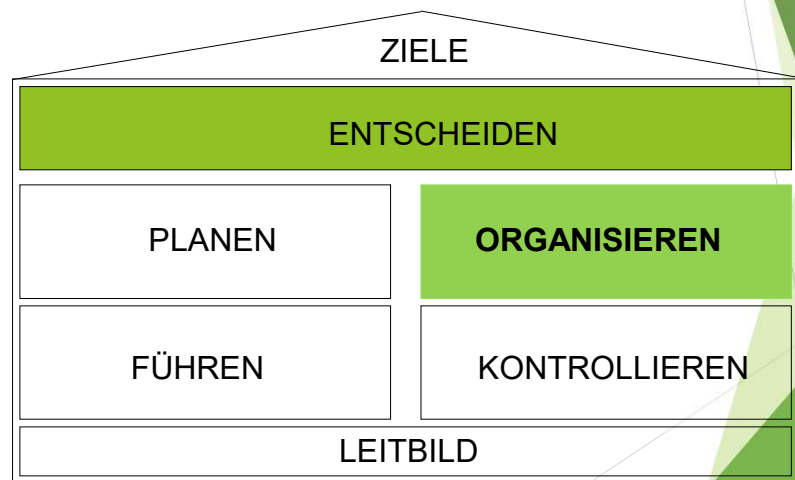 ZIELE
ENTSCHEIDEN
PLANEN
ORGANISIEREN
FÜHREN
KONTROLLIEREN
LEITBILD